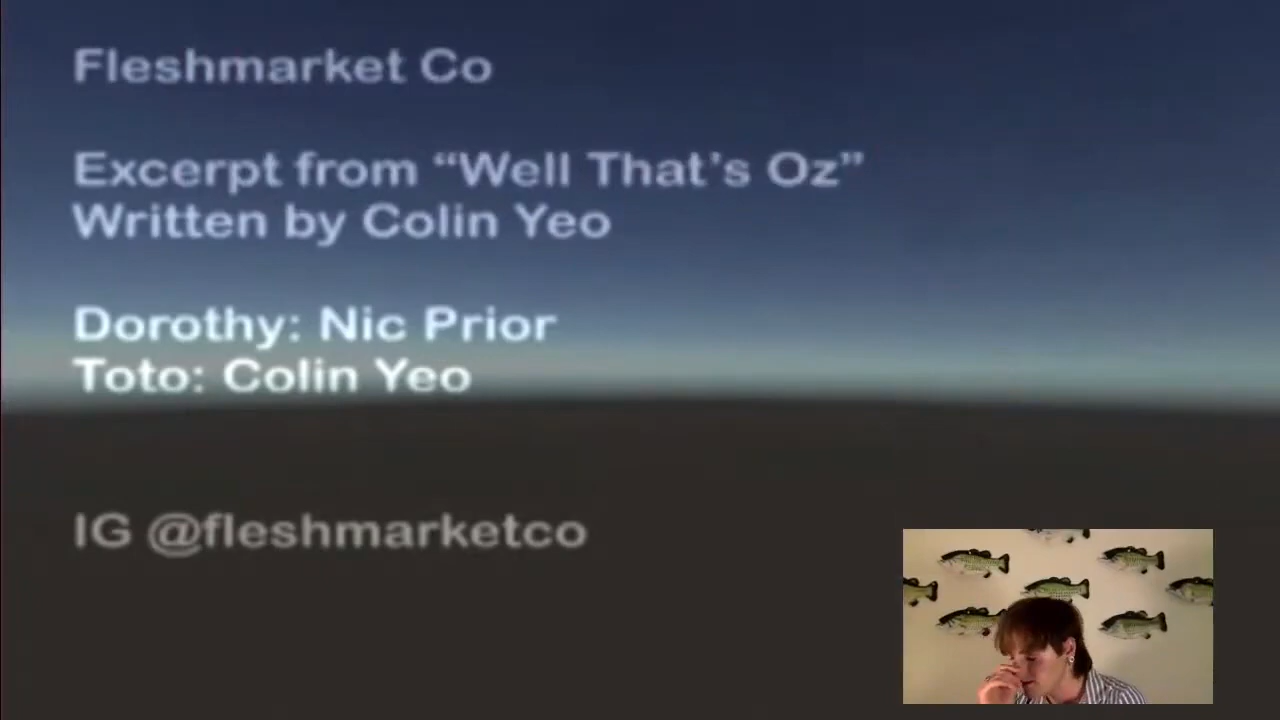 Fleshmarket Co
Excerpt from “Well That’s Oz”
Written by Colin Yeo
Dorothy: Nic Prior
Toto: Colin Yeo
IG @fleshmarketco